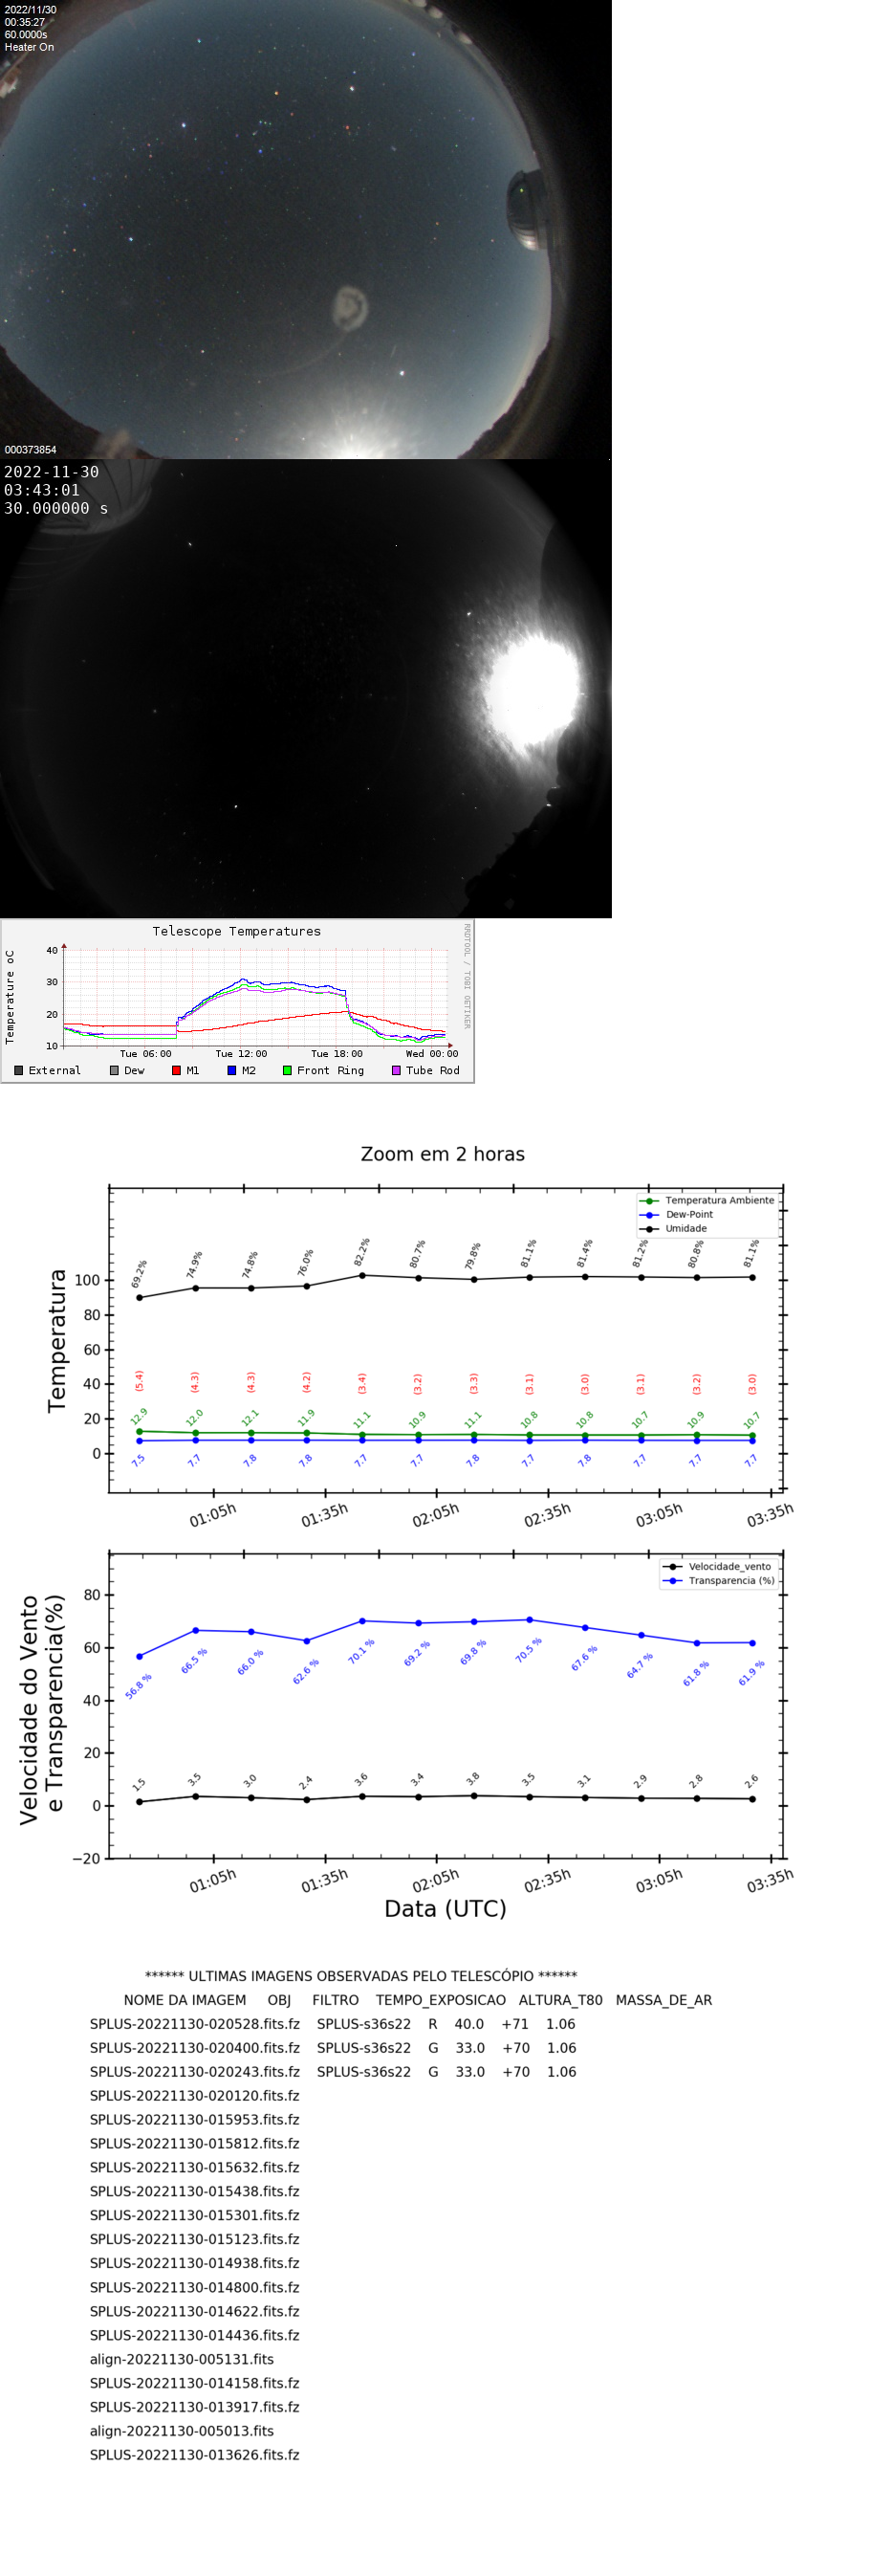 2022/11/30
00:35:27
60.0000s
Heater On
000373854
2022-11-30
03:43:01
30.000000 s
Telescope Temperatures
RRDTOOL / TOBI OETIKER
Temperature oC
40
30
20
10
Tue 06:00 Tue 12:00 Tue 18:00 Wed 00:00
External Dew M1 M2 Front Ring Tube Rod
Zoom em 2 horas
Temperatura Ambiente
Dew-Point
Umidade
Temperatura
100
80
60
40
20
0
69.2% 74.9% 74.8% 76.0% 82.2% 80.7% 79.8% 81.1% 81.4% 81.2% 80.8% 81.1%
(5.4) (4.3) (4.3) (4.2) (3.4) (3.2) (3.3) (3.1) (3.0) (3.1) (3.2) (3.0)
12.9 12.0 12.1 11.9 11.1 10.9 11.1 10.8 10.8 10.7 10.9 10.7
7.5 7.7 7.8 7.8 7.7 7.7 7.8 7.7 7.8 7.7 7.7 7.7
01:05h 01:35h 02:05h 02:35h 03:05h 03:35h
Velocidade_vento
Transparencia (%)
Velocidade do Vento
e Transparencia(%)
80
60
40
20
0
−20
56.8 % 66.5 % 66.0 % 62.6 % 70.1 % 69.2 % 69.8 % 70.5 % 67.6 % 64.7 % 61.8 % 61.9 %
1.5 3.5 3.0 2.4 3.6 3.4 3.8 3.5 3.1 2.9 2.8 2.6
01:05h 01:35h 02:05h 02:35h 03:05h 03:35h
Data (UTC)
****** ULTIMAS IMAGENS OBSERVADAS PELO TELESCÓPIO ******
NOME DA IMAGEM OBJ FILTRO TEMPO_EXPOSICAO ALTURA_T80 MASSA_DE_AR
SPLUS-20221130-020528.fits.fz SPLUS-s36s22 R 40.0 +71 1.06
SPLUS-20221130-020400.fits.fz SPLUS-s36s22 G 33.0 +70 1.06
SPLUS-20221130-020243.fits.fz SPLUS-s36s22 G 33.0 +70 1.06
SPLUS-20221130-020120.fits.fz
SPLUS-20221130-015953.fits.fz
SPLUS-20221130-015812.fits.fz
SPLUS-20221130-015632.fits.fz
SPLUS-20221130-015438.fits.fz
SPLUS-20221130-015301.fits.fz
SPLUS-20221130-015123.fits.fz
SPLUS-20221130-014938.fits.fz
SPLUS-20221130-014800.fits.fz
SPLUS-20221130-014622.fits.fz
SPLUS-20221130-014436.fits.fz
align-20221130-005131.fits
SPLUS-20221130-014158.fits.fz
SPLUS-20221130-013917.fits.fz
align-20221130-005013.fits
SPLUS-20221130-013626.fits.fz